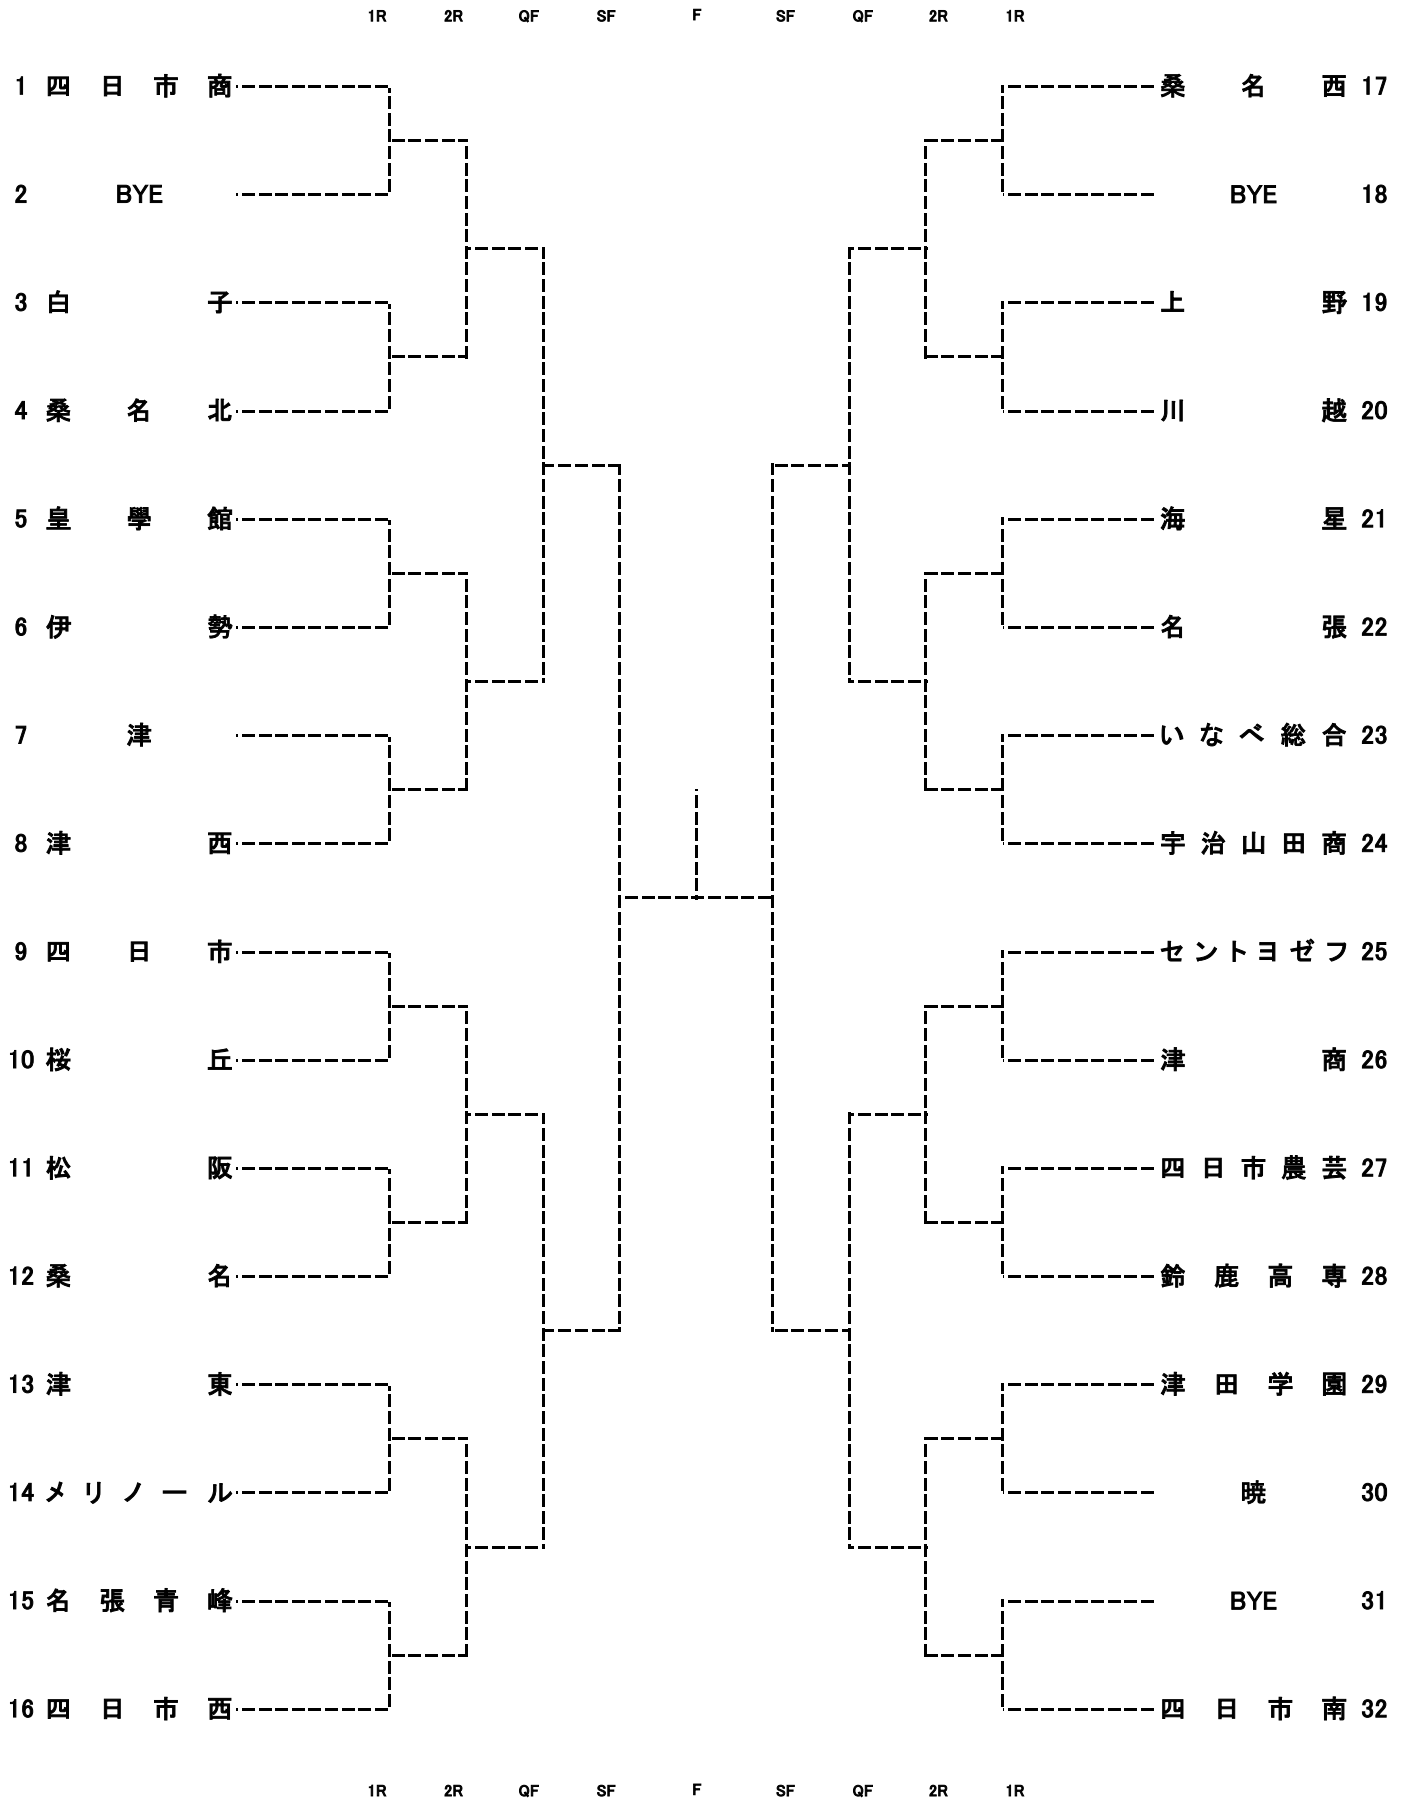 1R 2R QF SF F SF QF 2R 1R
1 四日市商 桑名西 17
2 BYE BYE 18
3 白子 上野 19
4 桑名北 川越 20
5 皇學館 海星 21
6 伊勢 名張 22
7 津 いなべ総合 23
8 津西 宇治山田商 24
9 四日市 セントヨゼフ 25
10 桜丘 津商 26
11 松阪 四日市農芸 27
12 桑名 鈴鹿高専 28
13 津東 津田学園 29
14 メリノール 暁 30
15 名張青峰 BYE 31
16 四日市西 四日市南 32
1R 2R QF SF F SF QF 2R 1R